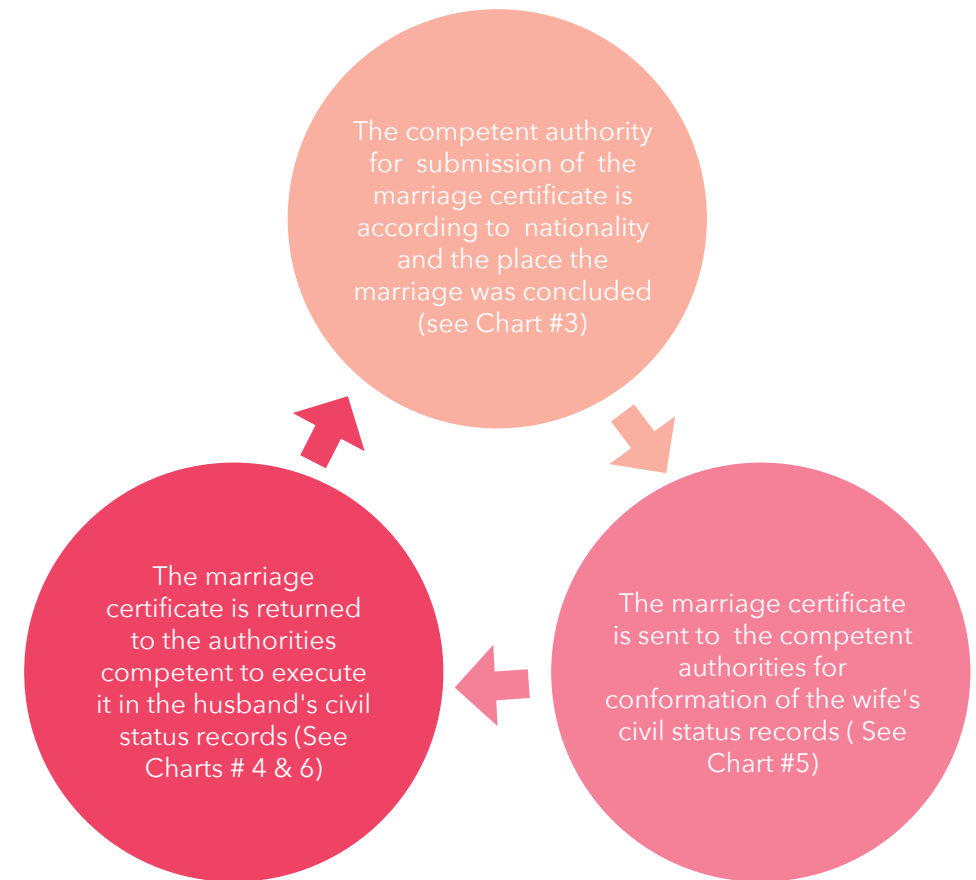 The competent authority
for submission of the
marriage certificate is
according to nationality
and the place the
marriage was concluded
(see Chart #3)
The marriage certificate
is sent to the competent
authorities for
conformation of the wife's
civil status records ( See
Chart #5)
The marriage
certificate is returned
to the authorities
competent to execute
it in the husband's civil
status records (See
Charts # 4 & 6)